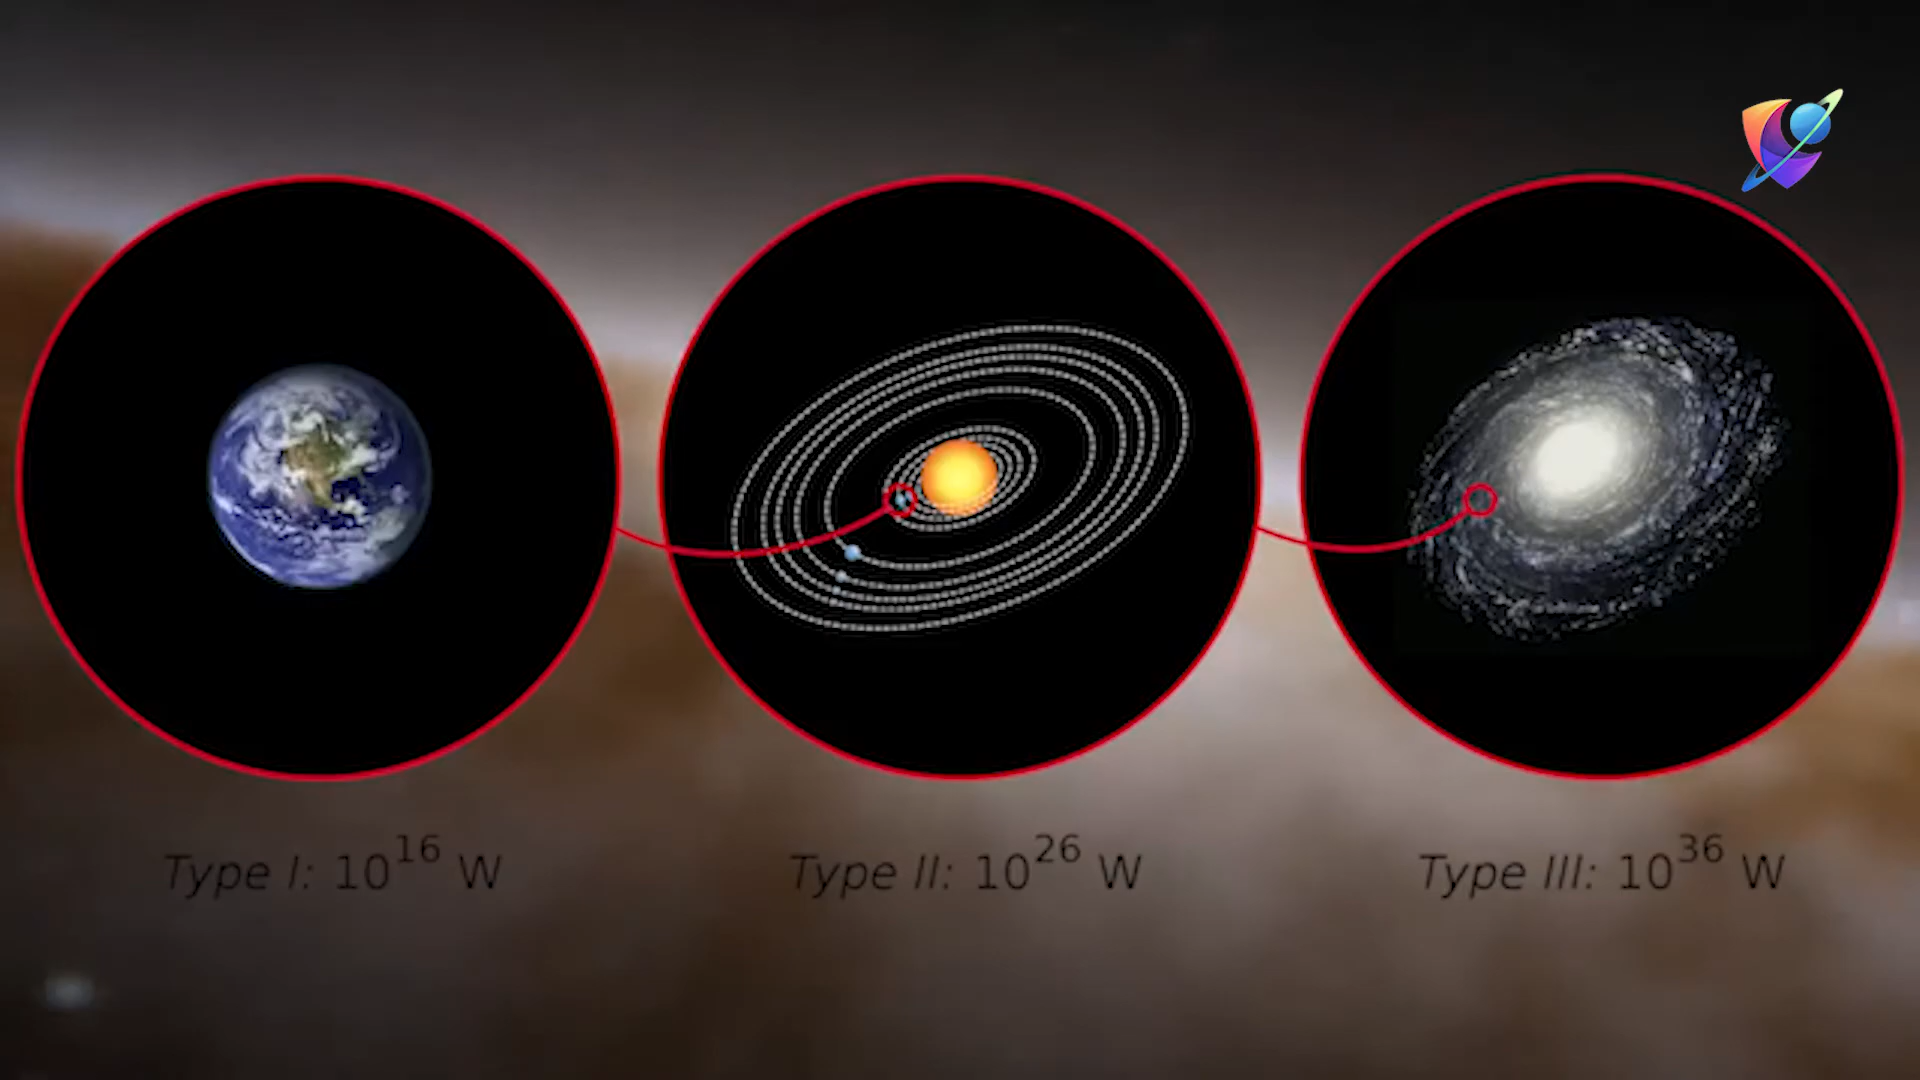 Type I: 10¹⁶ W
Type II: 10²⁶ W
Type III: 10³⁶ W